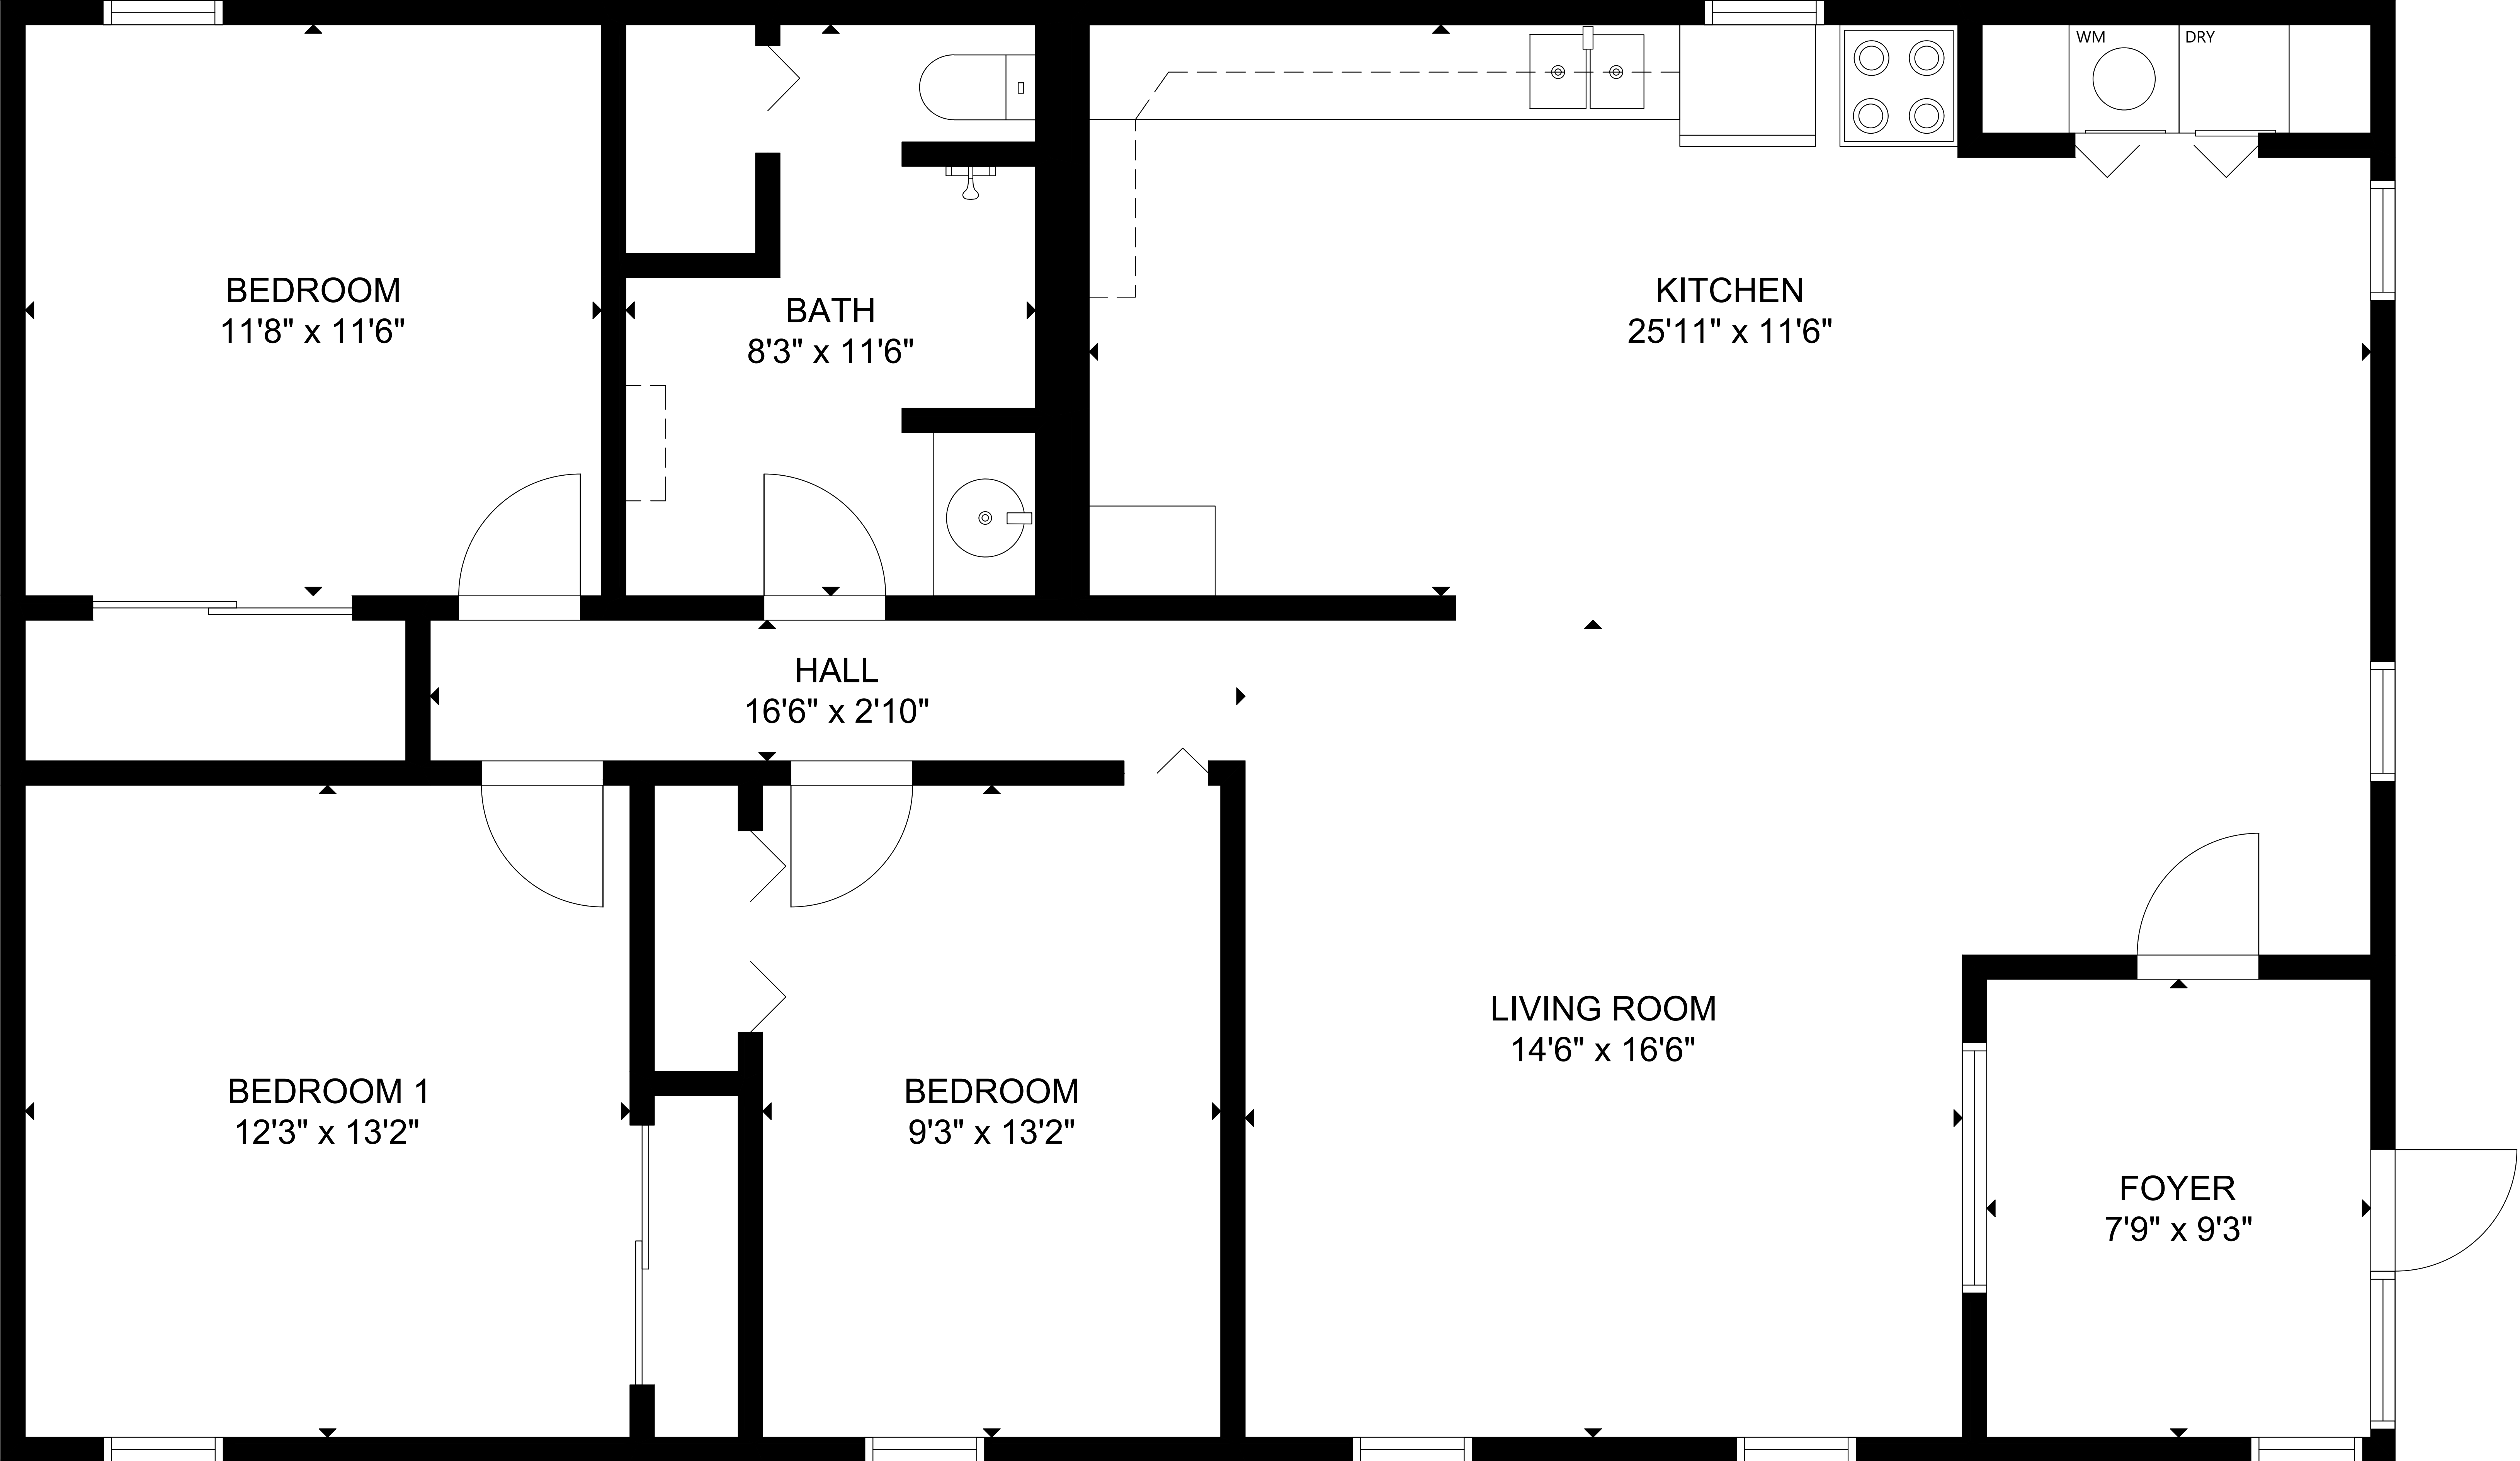 WM
DRY
BEDROOM
11'8" x 11'6"
BATH
8'3" x 11'6"
KITCHEN
25'11" x 11'6"
HALL
16'6" x 2'10"
LIVING ROOM
14'6" x 16'6"
BEDROOM 1
12'3" x 13'2"
BEDROOM
9'3" x 13'2"
FOYER
7'9" x 9'3"